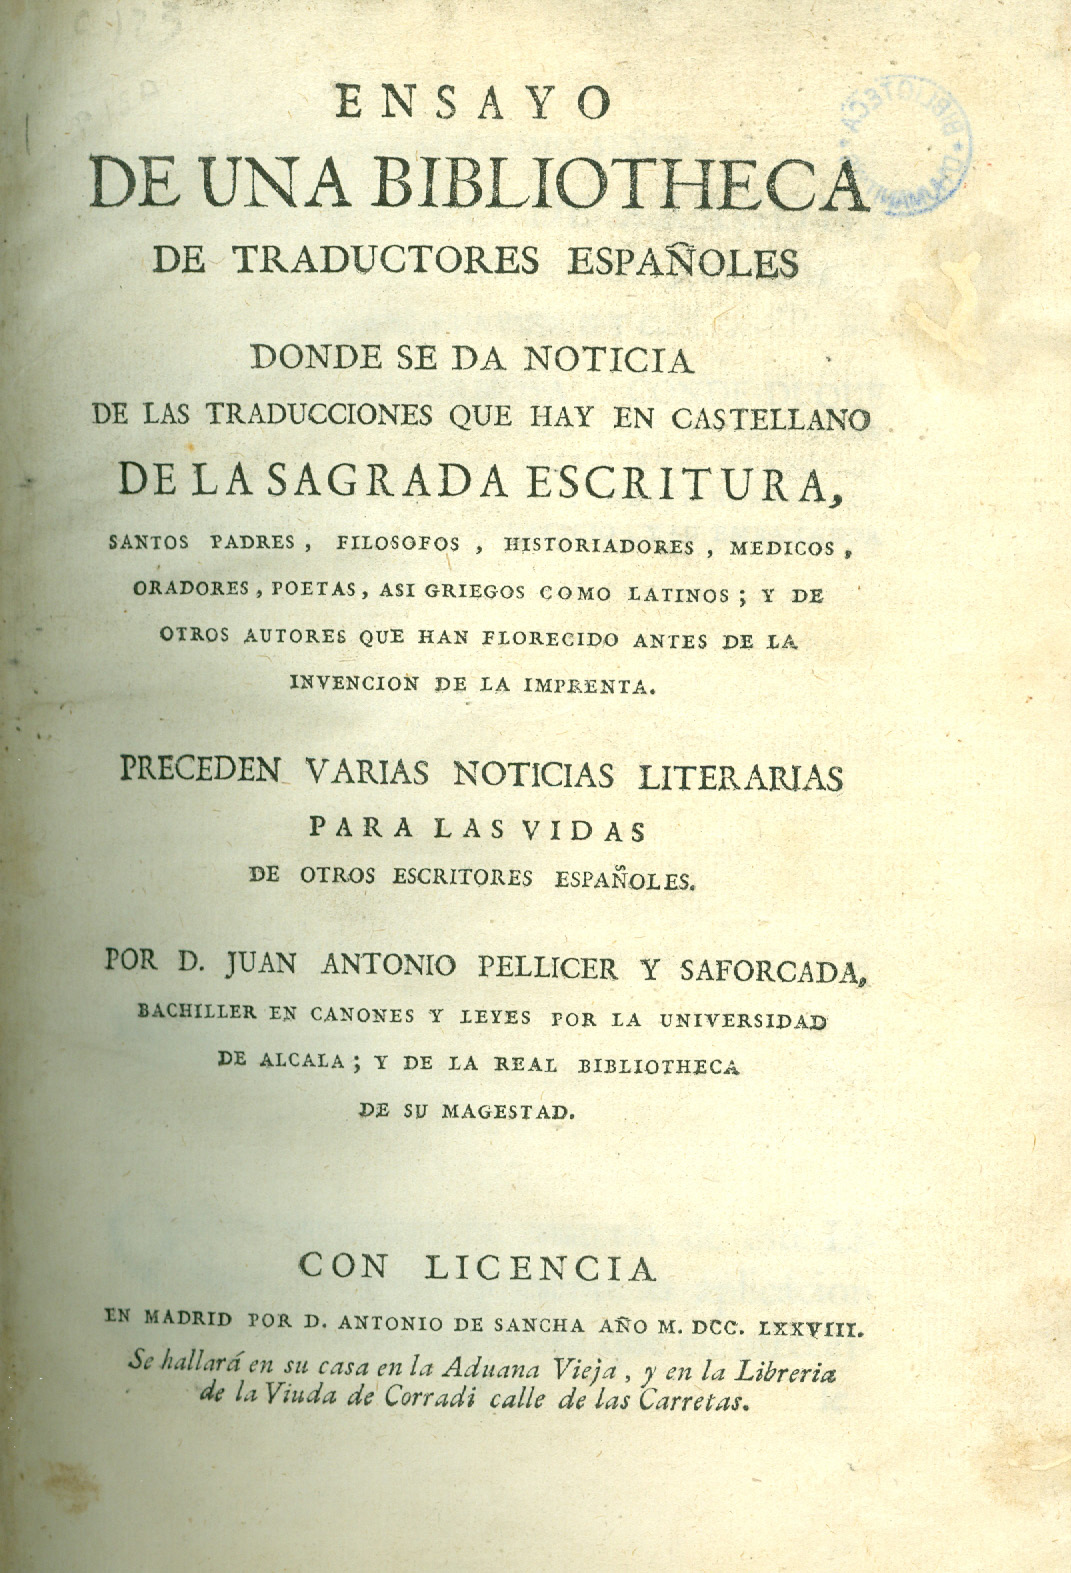 ENSAYO
DE UNA BIBLIOTHECA
DE TRADUCTORES ESPAÑOLES
DONDE SE DA NOTICIA
DE LAS TRADUCCIONES QUE HAY EN CASTELLANO
DE LA SAGRADA ESCRITURA,
SANTOS PADRES, FILOSOFOS, HISTORIADORES, MEDICOS,
ORADORES, POETAS, ASI GRIEGOS COMO LATINOS; Y DE
OTROS AUTORES QUE HAN FLORECIDO ANTES DE LA
INVENCION DE LA IMPRENTA.
PRECEDEN VARIAS NOTICIAS LITERARIAS
PARA LAS VIDAS
DE OTROS ESCRITORES ESPAÑOLES.
POR D. JUAN ANTONIO PELLICER Y SAFORCADA,
BACHILLER EN CANONES Y LEYES POR LA UNIVERSIDAD
DE ALCALA; Y DE LA REAL BIBLIOTHECA
DE SU MAGESTAD.
CON LICENCIA
EN MADRID POR D. ANTONIO DE SANCHA AÑO M. DCC. LXXVIII.
Se hallará en su casa en la Aduana Vieja, y en la Libreria
de la Viuda de Corradi calle de las Carretas.
BIBLIOTECA